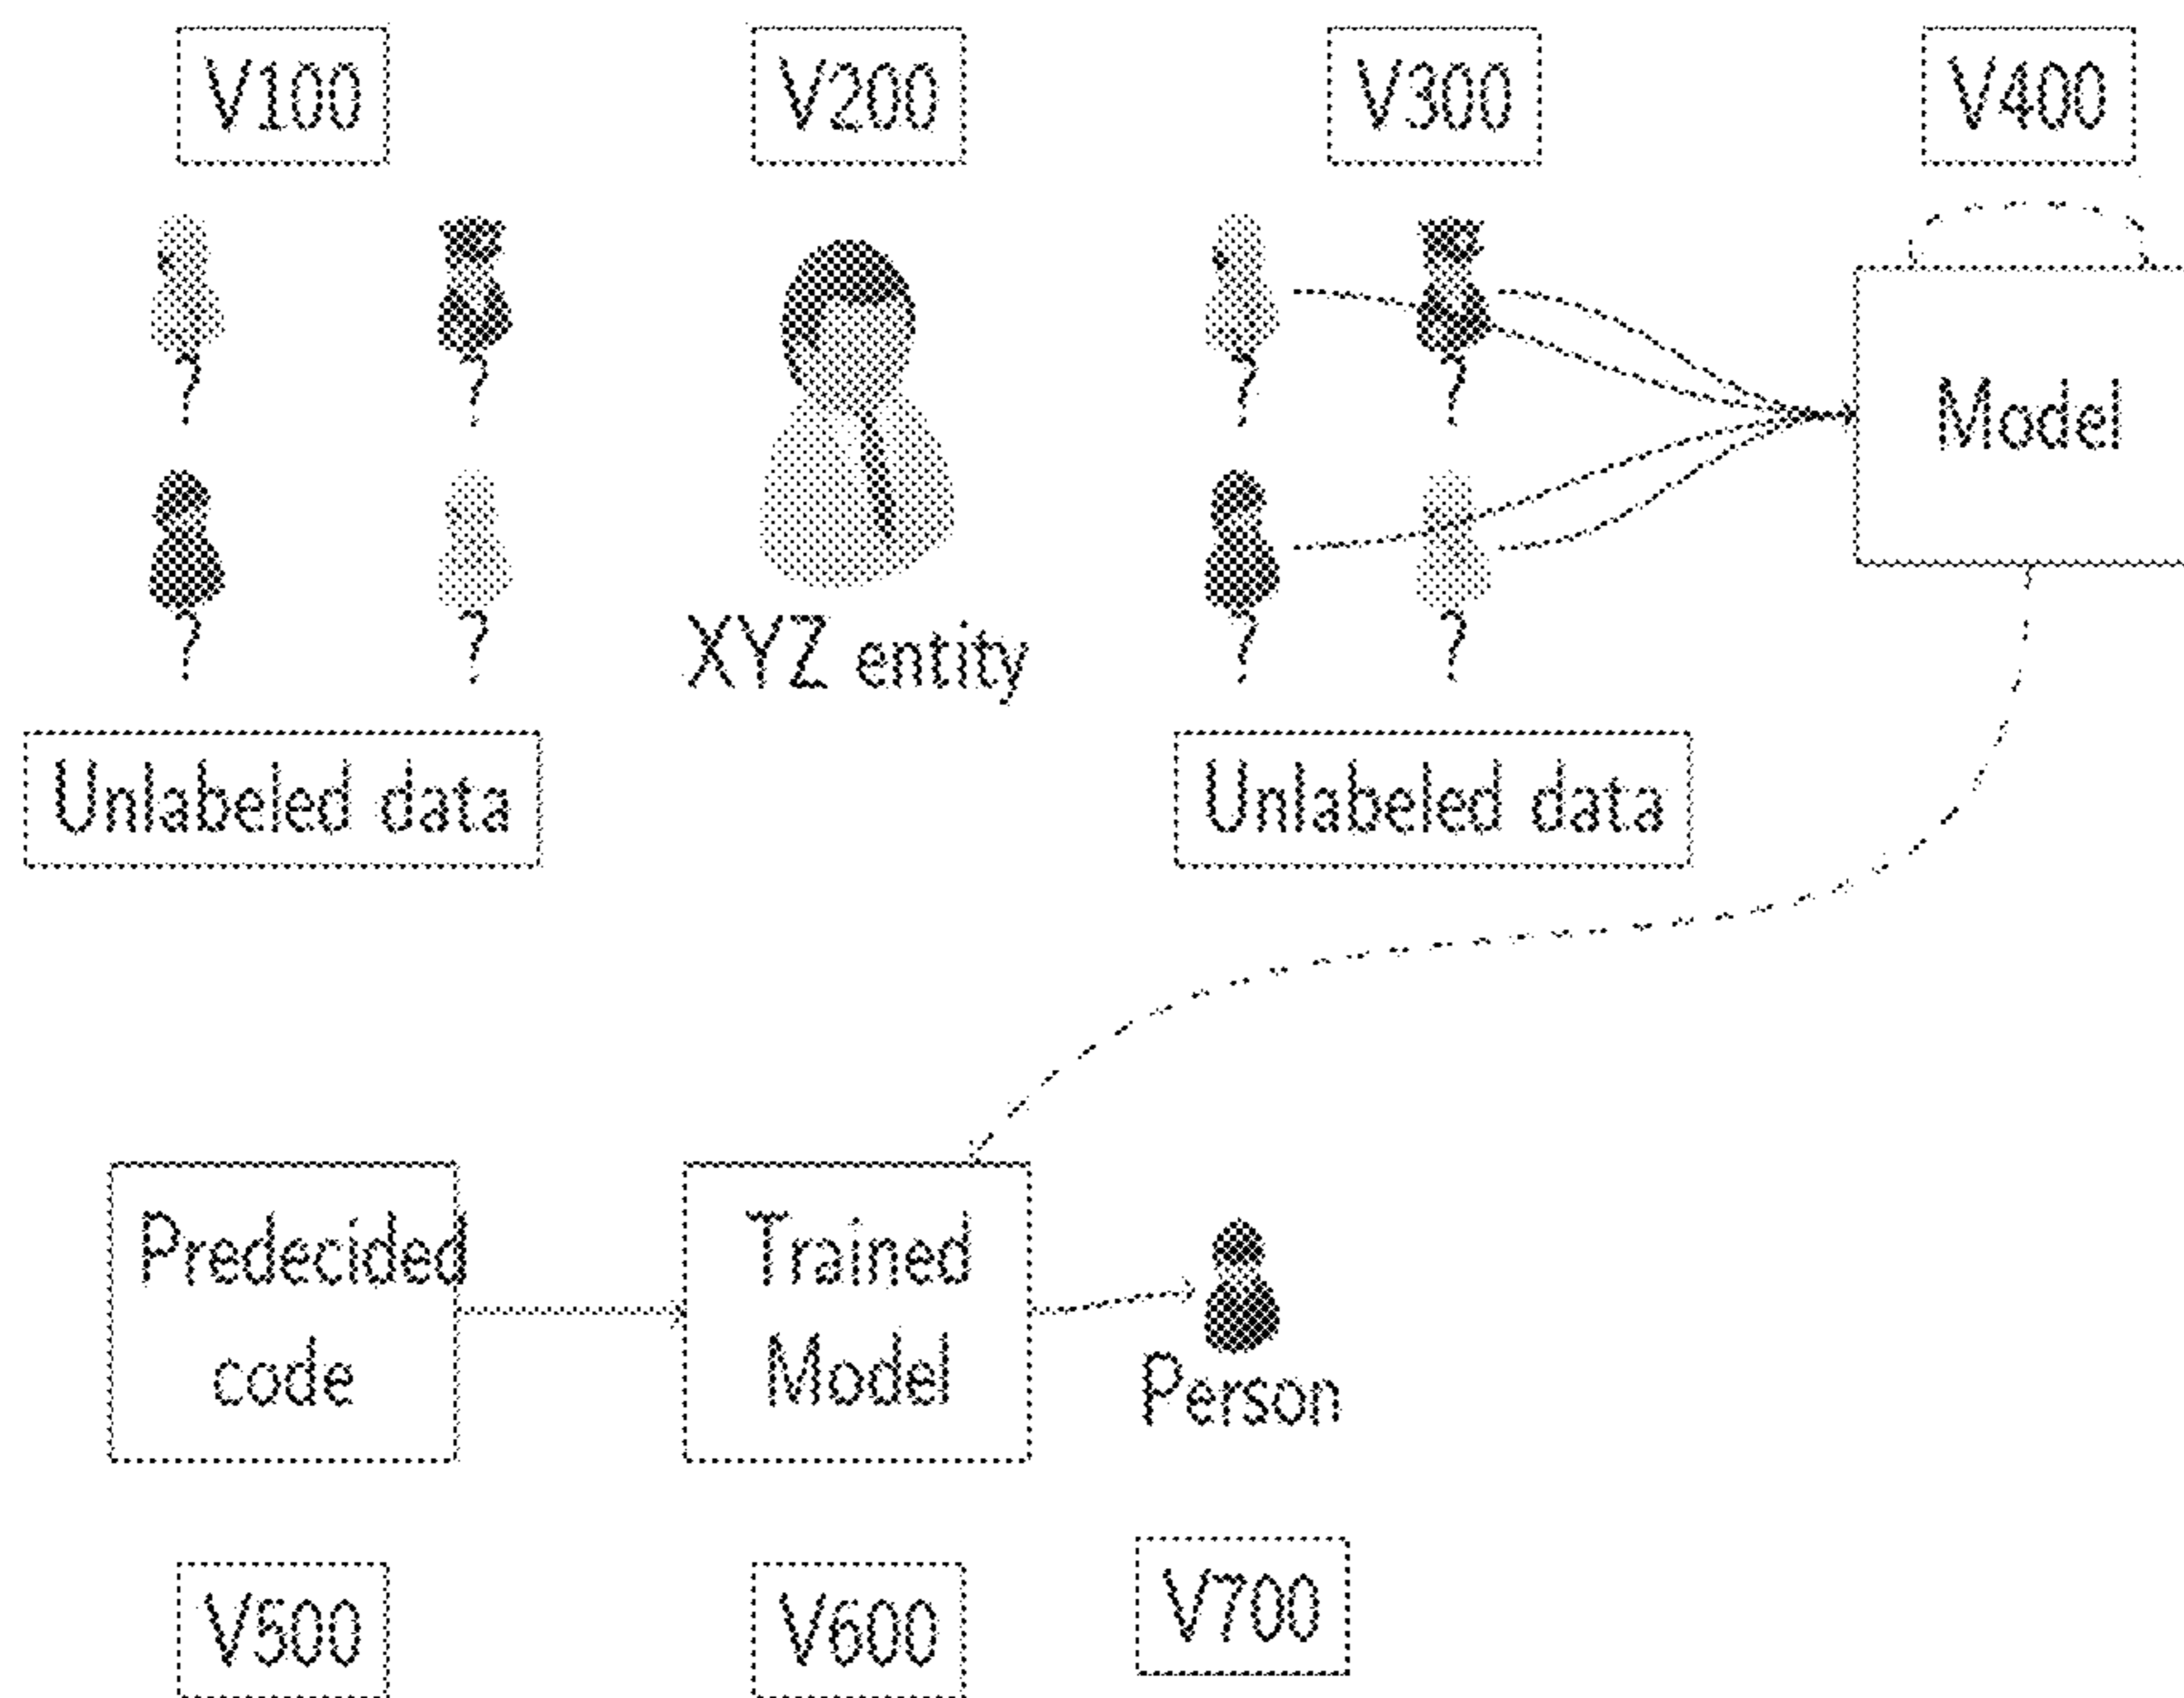 V100
V200
V300
V400
?
?
?
?
?
?
?
?
Model
XYZ entity
Unlabeled data
Unlabeled data
Predecided
code
Trained
Model
Person
V500
V600
V700